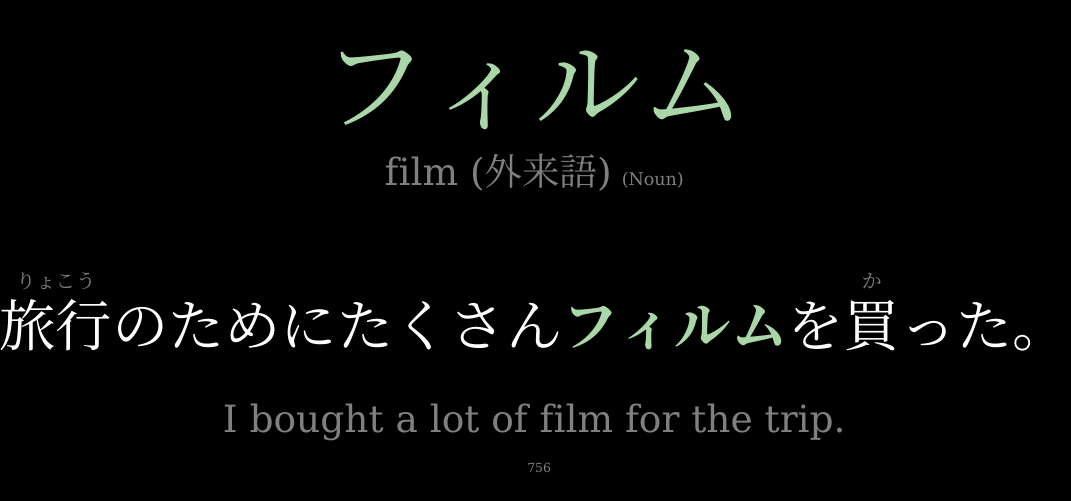 フィルム
film (外来語) (Noun)
りょこう か
旅行のためにたくさんフィルムを買った。
I bought a lot of film for the trip.
756